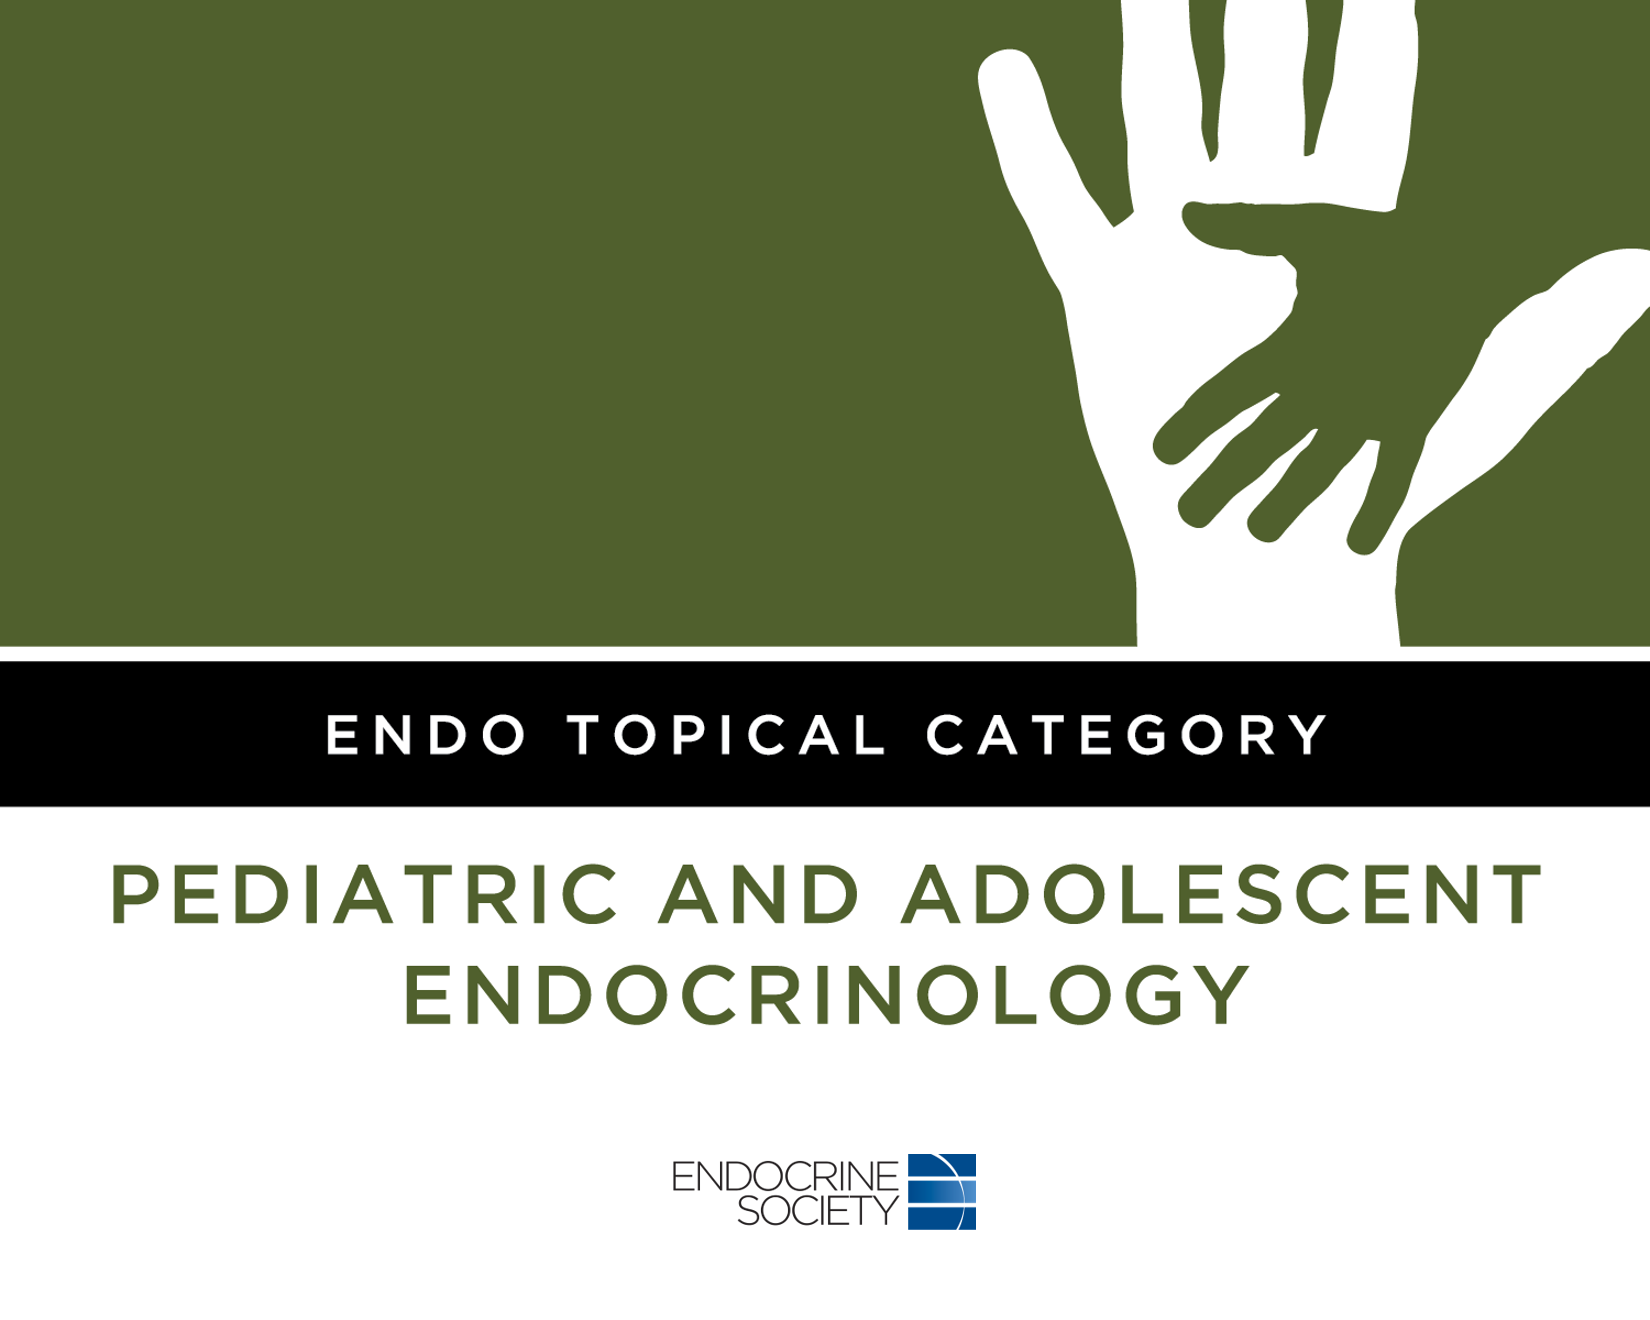 ENDO TOPICAL CATEGORY
PEDIATRIC AND ADOLESCENT
ENDOCRINOLOGY
ENDOCRINE
SOCIETY